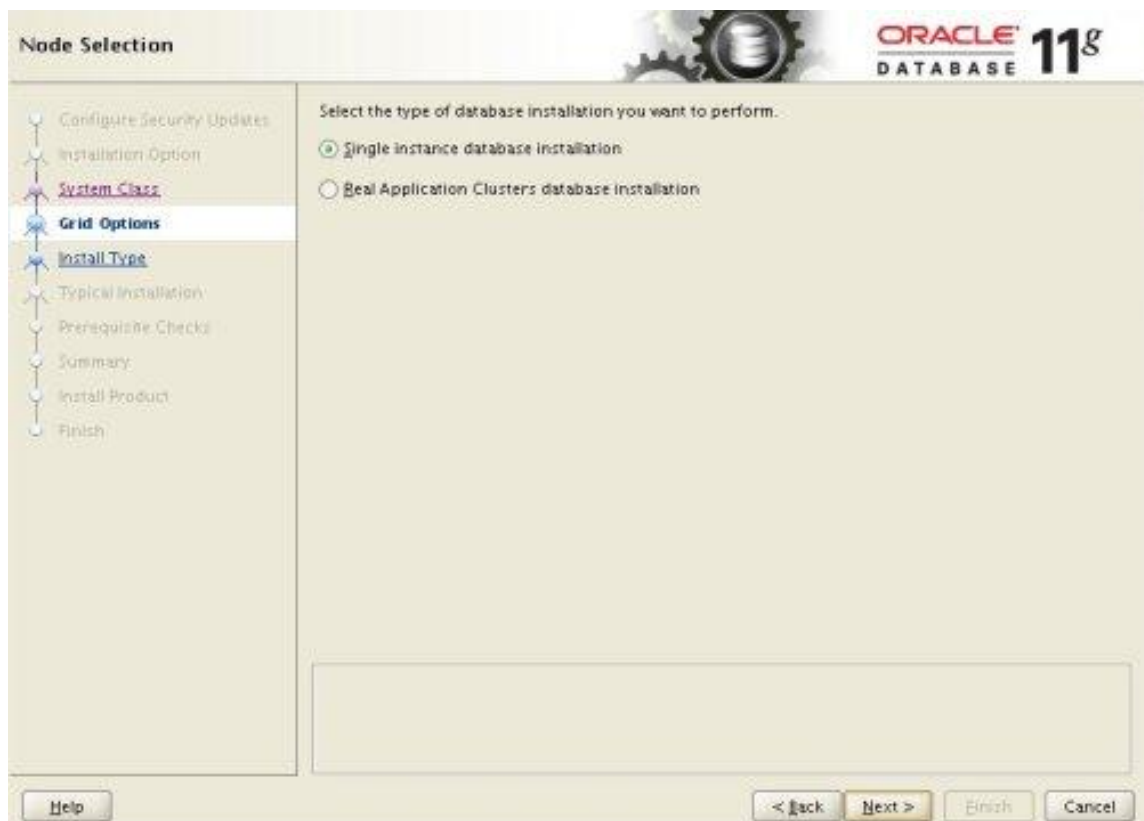 Node Selection
ORACLE
DATABASE
11g
Configure Security Updates
Installation Option
System Class
Grid Options
Install Type
Typical Installation
Prerequisite Checks
Summary
Install Product
Finish
Select the type of database installation you want to perform.
Single instance database installation
Real Application Clusters database installation
Help
< Back
Next >
Finish
Cancel